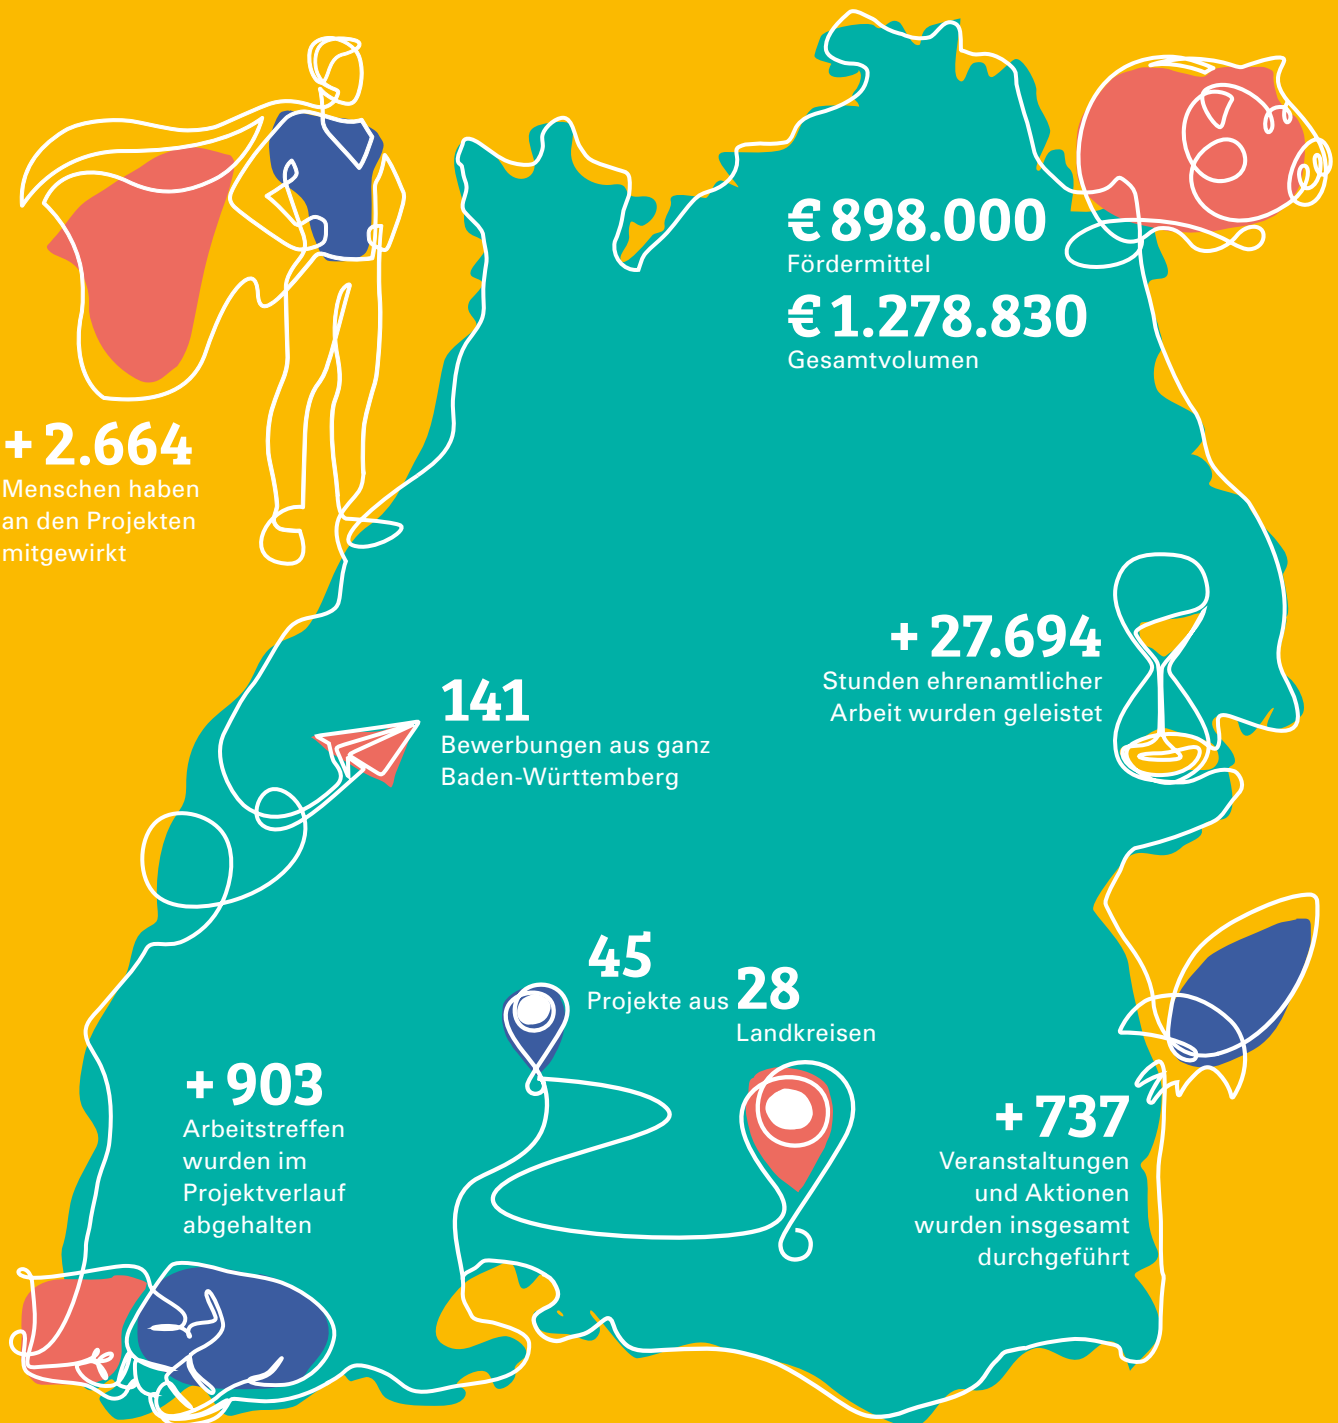 € 898.000
Fördermittel
€ 1.278.830
Gesamtvolumen
+ 2.664
Menschen haben
an den Projekten
mitgewirkt
+ 27.694
Stunden ehrenamtlicher
Arbeit wurden geleistet
141
Bewerbungen aus ganz
Baden-Württemberg
45
Projekte aus
28
Landkreisen
+ 903
Arbeitstreffen
wurden im
Projektverlauf
abgehalten
+ 737
Veranstaltungen
und Aktionen
wurden insgesamt
durchgeführt